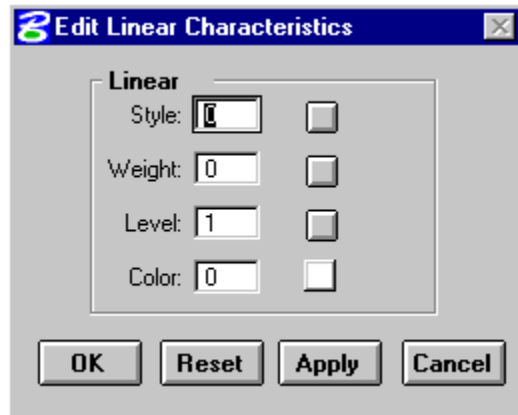 Edit Linear Characteristics
Linear
Style: 0
Weight: 0
Level: 1
Color: 0
OK Reset Apply Cancel